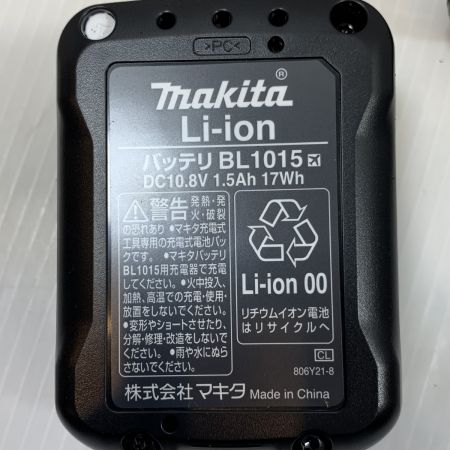 >PC<
makita®
Li-ion
バッテリ BL1015
DC10.8V 1.5Ah 17Wh
警告 発熱・発
火・破裂
の恐れあり ●マキタ充電式
工具専用の充電式電池パッ
クです。●マキタバッテリ
BL1015用充電器で充電
してください。●火中投入、
加熱、高温での充電・使用・
放置をしないでください。
●変形やショートさせたり、
分解・修理・改造をしないで
ください。●雨や水にぬら
さないでください。
Li-ion 00
リチウムイオン電池
はリサイクルへ
CL
806Y21-8
株式会社 マキタ Made in China